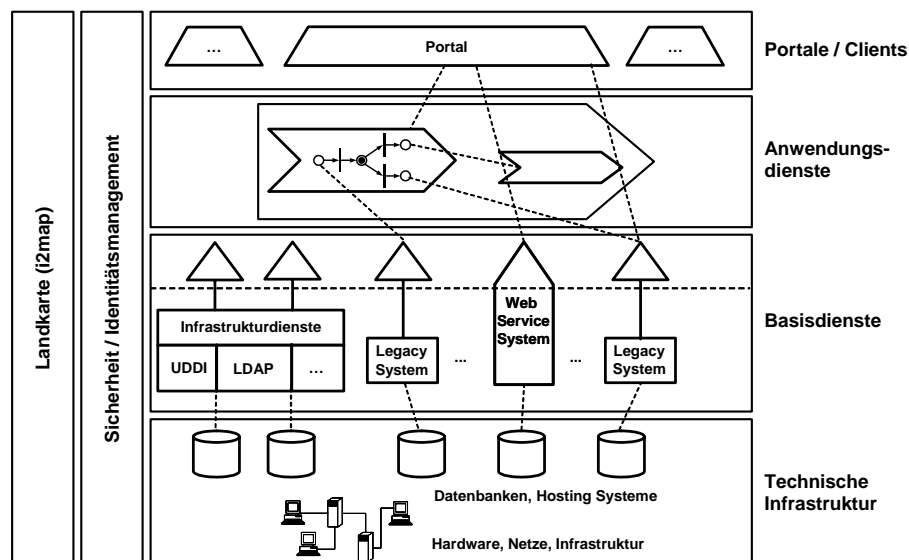 Landkarte (i2map)
Sicherheit / Identitätsmanagement
...
Portal
...
Portale / Clients
Anwendungs-
dienste
Infrastrukturdienste
UDDI
LDAP
...
Legacy
System
...
Web
Service
System
...
Legacy
System
Basisdienste
Datenbanken, Hosting Systeme
Hardware, Netze, Infrastruktur
Technische
Infrastruktur